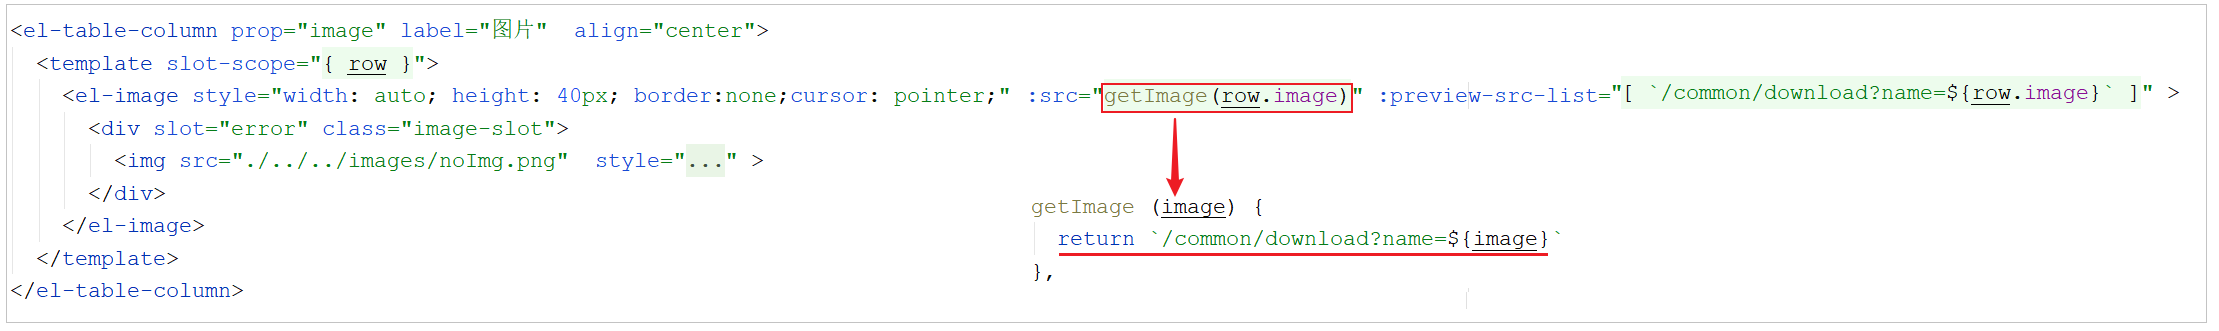 <el-table-column prop="image" label="图片"  align="center">
  <template slot-scope="{ row }">
    <el-image style="width: auto; height: 40px; border:none;cursor: pointer;" :src="getImage(row.image)" :preview-src-list="[ `/common/download?name=${row.image}` ]" >
      <div slot="error" class="image-slot">
        <img src="./../../images/noImg.png"  style="..." >
      </div>
    </el-image>
  </template>
</el-table-column>
getImage (image) {
  return `/common/download?name=${image}`
},